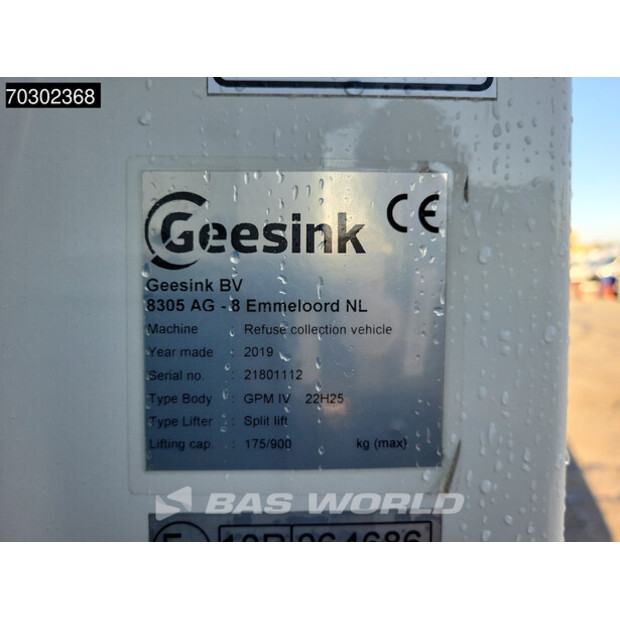 70302368
Geesink CE
Geesink BV
8305 AG - 8 Emmeloord NL
Machine : Refuse collection vehicle
Year made : 2019
Serial no. : 21801112
Type Body : GPM IV 22H25
Type Lifter : Split lift
Lifting cap. : 175/900 kg (max)
BAS WORLD